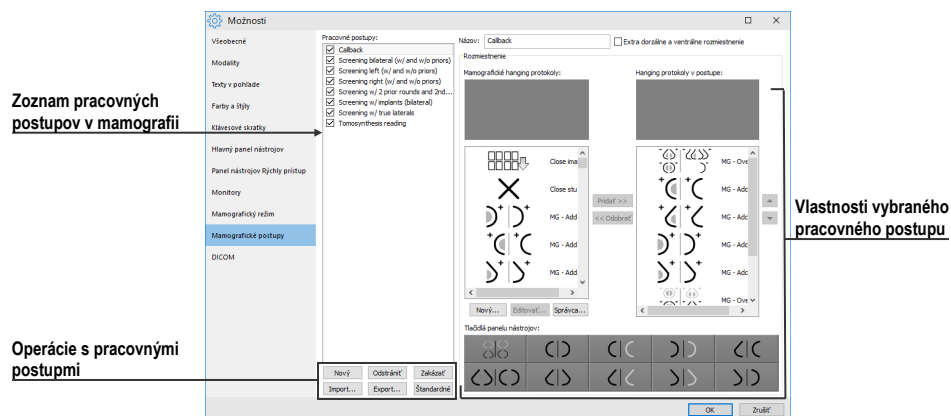 Možnosti
Všeobecné
Modality
Texty v pohľade
Farby a štýly
Klávesové skratky
Hlavný panel nástrojov
Panel nástrojov Rýchly prístup
Monitory
Mamografický režim
Mamografické postupy
DICOM
Pracovné postupy:
Callback
Screening bilateral (w/ and w/o priors)
Screening left (w/ and w/o priors)
Screening right (w/ and w/o priors)
Screening w/ 2 prior rounds and 2nd...
Screening w/ implants (bilateral)
Screening w/ true laterals
Tomosynthesis reading
Nový Odstrániť Zakázať
Import... Export... Štandardné
Názov: Callback Extra dorzálne a ventrálne rozmiestnenie
Rozmiestnenie
Mamografické hanging protokoly:
Close ima
Close stu
MG - Add
MG - Add
MG - Add
Nový... Editovať... Správca...
Pridať >>
<< Odobrať
Hanging protokoly v postupe:
MG - Ove
MG - Add
MG - Add
MG - Add
MG - Add
MG - Ove
Tlačidlá panelu nástrojov:
OK Zrušiť
Zoznam pracovných
postupov v mamografii
Operácie s pracovnými
postupmi
Vlastnosti vybraného
pracovného postupu